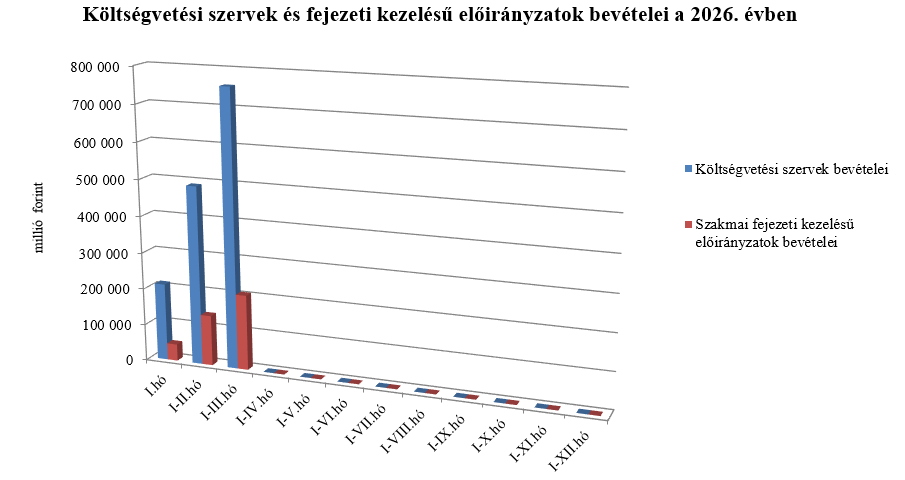 Költségvetési szervek és fejezeti kezelésű előirányzatok bevételei a 2026. évben
800 000
700 000
600 000
500 000
400 000
300 000
200 000
100 000
0
millió forint
I.hó
I-II.hó
I-III.hó
I-IV.hó
I-V.hó
I-VI.hó
I-VII.hó
I-VIII.hó
I-IX.hó
I-X.hó
I-XI.hó
I-XII.hó
Költségvetési szervek bevételei
Szakmai fejezeti kezelésű
előirányzatok bevételei